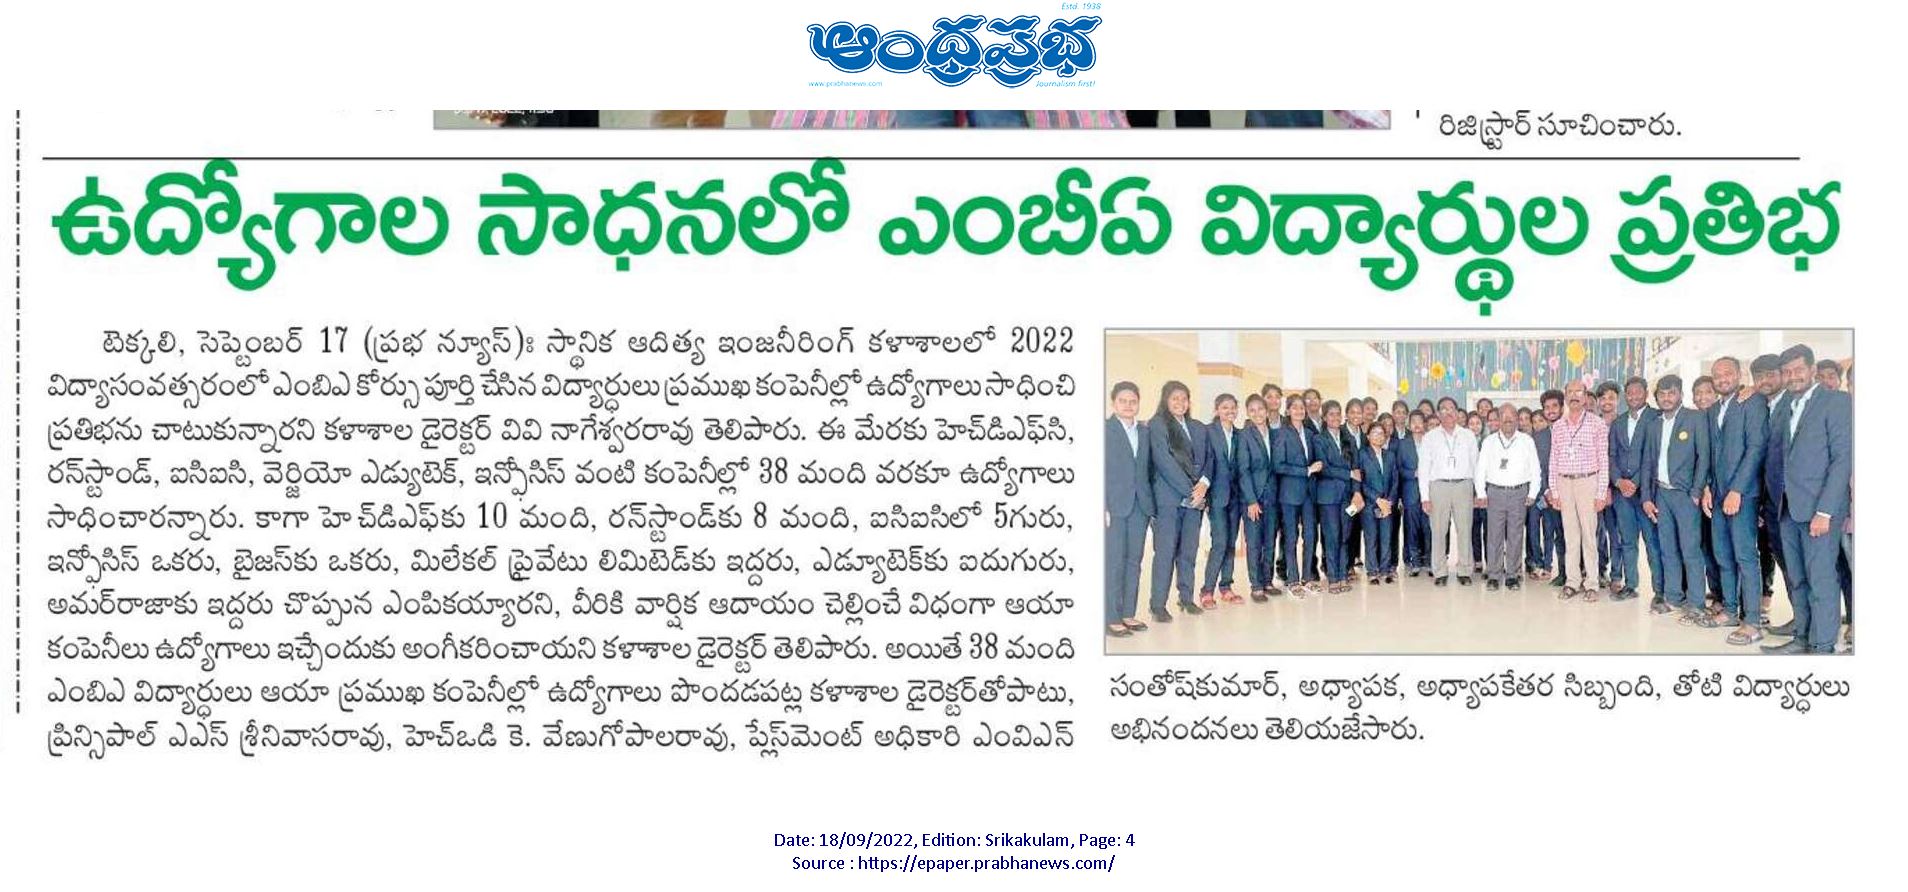 Estd. 1938
ఆంధ్రప్రభ
www.prabhanews.com
Journalism first!
రిజిస్ట్రార్ సూచించారు.
ఉద్యోగాల సాధనలో ఎంబీఏ విద్యార్థుల ప్రతిభ
టెక్కలి, సెప్టెంబర్ 17 (ప్రభ న్యూస్): స్థానిక ఆదిత్య ఇంజనీరింగ్ కళాశాలలో 2022
విద్యాసంవత్సరంలో ఎంబిఎ కోర్సు పూర్తి చేసిన విద్యార్ధులు ప్రముఖ కంపెనీల్లో ఉద్యోగాలు సాధించి
ప్రతిభను చాటుకున్నారని కళాశాల డైరెక్టర్ వివి నాగేశ్వరరావు తెలిపారు. ఈ మేరకు హెచ్‌డిఎఫ్‌సి,
రన్‌స్టాండ్, ఐసిఐసి, వెర్జియో ఎడ్యుటెక్, ఇన్ఫోసిస్ వంటి కంపెనీల్లో 38 మంది వరకూ ఉద్యోగాలు
సాధించారన్నారు. కాగా హెచ్‌డిఎఫ్‌కు 10 మంది, రన్‌స్టాండ్‌కు 8 మంది, ఐసిఐసిలో 5గురు,
ఇన్ఫోసిస్ ఒకరు, బైజస్‌కు ఒకరు, మిలేకల్ ప్రైవేటు లిమిటెడ్‌కు ఇద్దరు, ఎడ్యూటెక్‌కు ఐదుగురు,
అమర్‌రాజాకు ఇద్దరు చొప్పున ఎంపికయ్యారని, వీరికి వార్షిక ఆదాయం చెల్లించే విధంగా ఆయా
కంపెనీలు ఉద్యోగాలు ఇచ్చేందుకు అంగీకరించాయని కళాశాల డైరెక్టర్ తెలిపారు. అయితే 38 మంది
ఎంబిఎ విద్యార్ధులు ఆయా ప్రముఖ కంపెనీల్లో ఉద్యోగాలు పొందడపట్ల కళాశాల డైరెక్టర్‌తోపాటు,
ప్రిన్సిపాల్ ఎఎస్ శ్రీనివాసరావు, హెచ్‌ఒడి కె. వేణుగోపాలరావు, ప్లేస్‌మెంట్ అధికారి ఎంవిఎన్
సంతోష్‌కుమార్, అధ్యాపక, అధ్యాపకేతర సిబ్బంది, తోటి విద్యార్ధులు
అభినందనలు తెలియజేసారు.
Date: 18/09/2022, Edition: Srikakulam, Page: 4
Source : https://epaper.prabhanews.com/